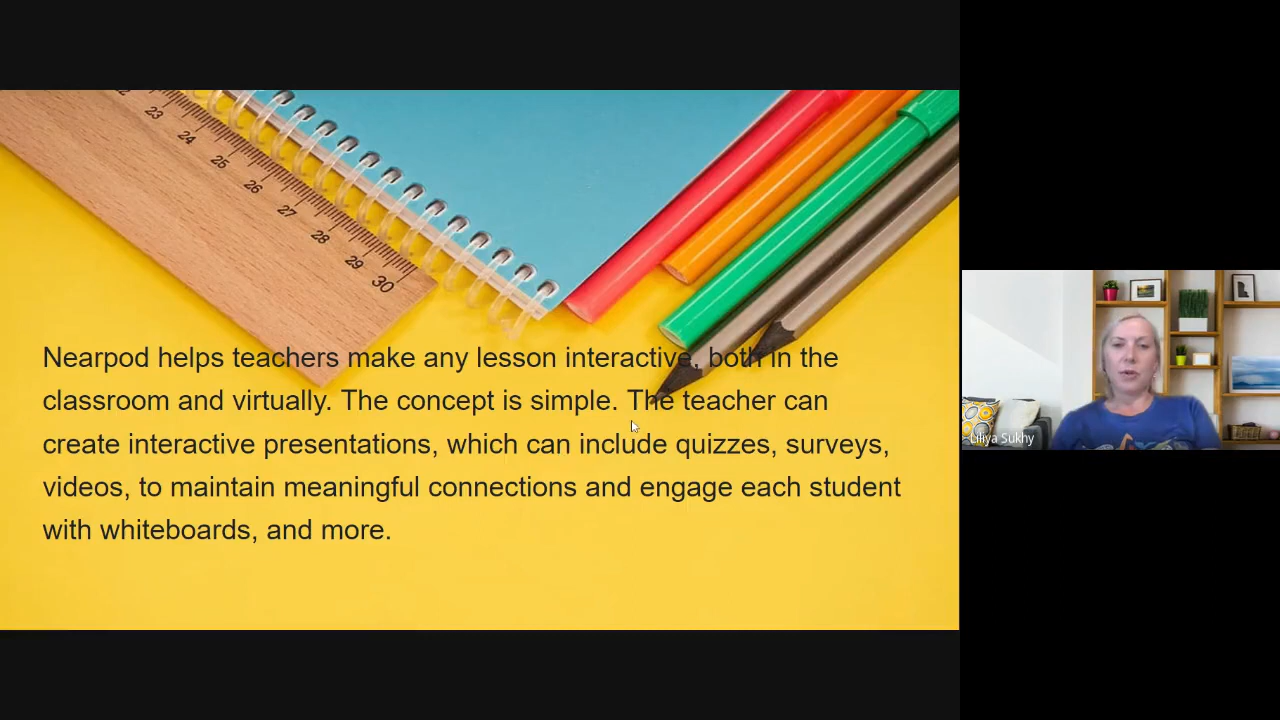 23
24
25
26
27
28
29
30
Nearpod helps teachers make any lesson interactive, both in the
classroom and virtually. The concept is simple. The teacher can
create interactive presentations, which can include quizzes, surveys,
videos, to maintain meaningful connections and engage each student
with whiteboards, and more.
Liliya Sukhy